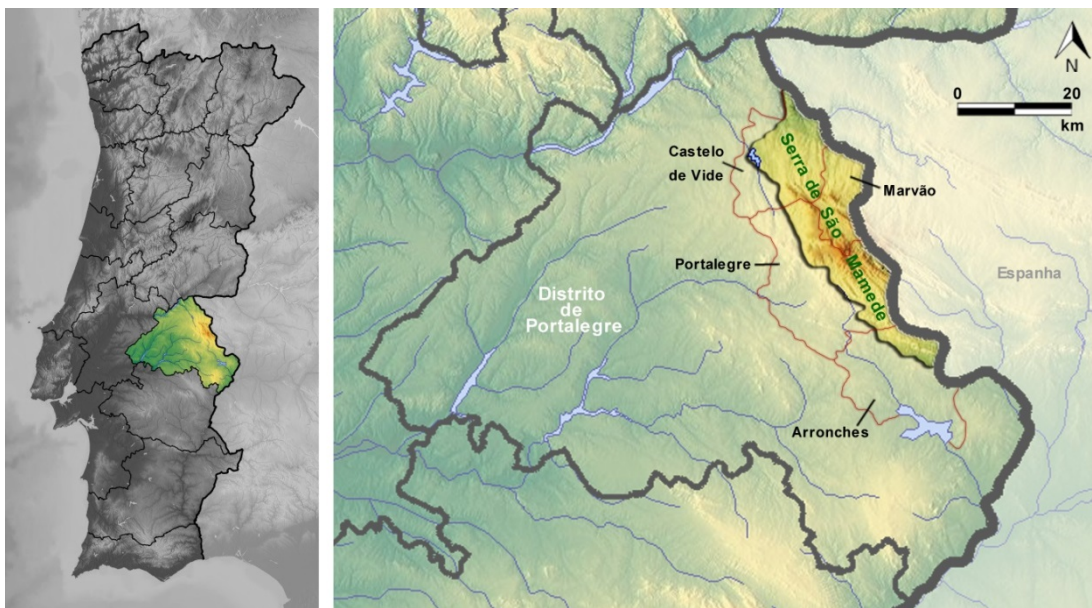 N
0 20
km
Castelo
de Vide
Serra de São Mamede
Marvão
Portalegre
Espanha
Distrito
de
Portalegre
Arronches